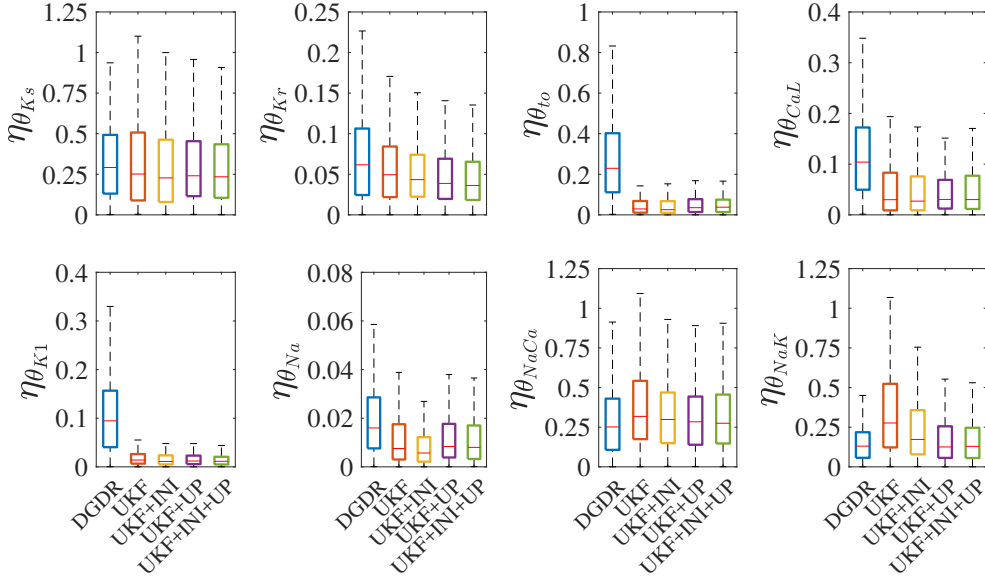 1.25
1
0.75
0.5
0.25
0
ηθKs
0.25
0.2
0.15
0.1
0.05
0
ηθKr
1
0.8
0.6
0.4
0.2
0
ηθto
0.4
0.3
0.2
0.1
0
ηθCaL
0.4
0.3
0.2
0.1
0
ηθK1
DGDR
UKF
UKF+INI
UKF+UP
UKF+INI+UP
0.08
0.06
0.04
0.02
0
ηθNa
DGDR
UKF
UKF+INI
UKF+UP
UKF+INI+UP
1.25
1
0.75
0.5
0.25
0
ηθNaCa
DGDR
UKF
UKF+INI
UKF+UP
UKF+INI+UP
1.25
1
0.75
0.5
0.25
0
ηθNaK
DGDR
UKF
UKF+INI
UKF+UP
UKF+INI+UP